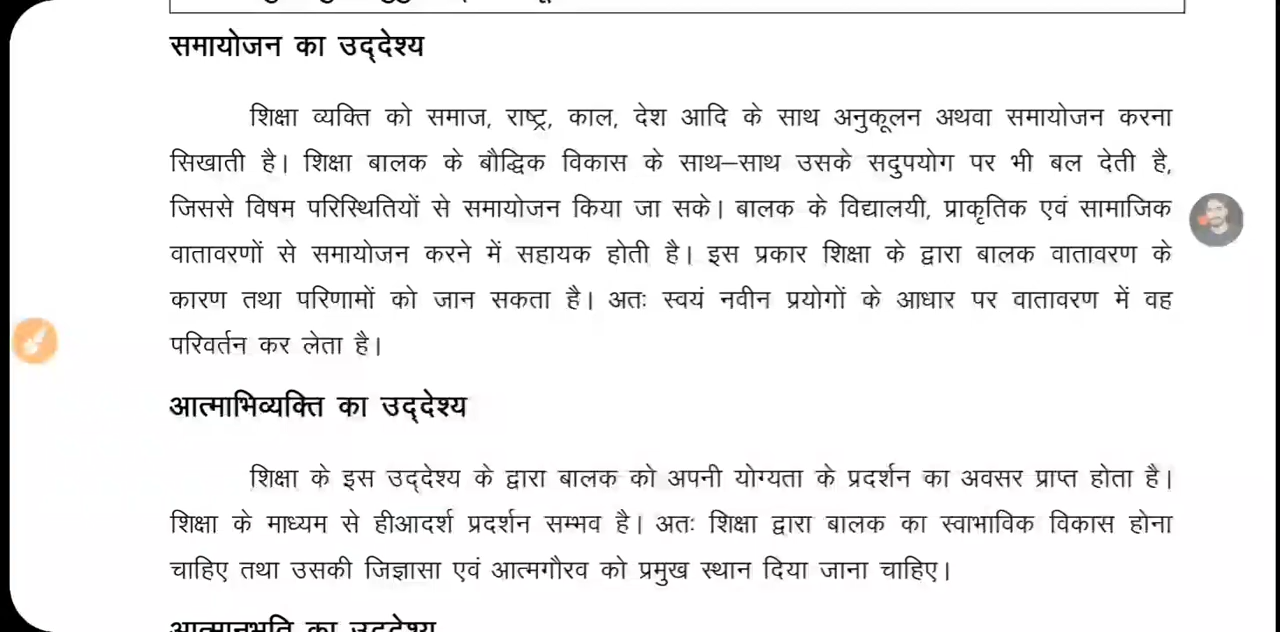 समायोजन का उद्देश्य
शिक्षा व्यक्ति को समाज, राष्ट्र, काल, देश आदि के साथ अनुकूलन अथवा समायोजन करना
सिखाती है। शिक्षा बालक के बौद्धिक विकास के साथ–साथ उसके सदुपयोग पर भी बल देती है,
जिससे विषम परिस्थितियों से समायोजन किया जा सके। बालक के विद्यालयी, प्राकृतिक एवं सामाजिक
वातावरणों से समायोजन करने में सहायक होती है। इस प्रकार शिक्षा के द्वारा बालक वातावरण के
कारण तथा परिणामों को जान सकता है। अतः स्वयं नवीन प्रयोगों के आधार पर वातावरण में वह
परिवर्तन कर लेता है।
आत्माभिव्यक्ति का उद्देश्य
शिक्षा के इस उद्देश्य के द्वारा बालक को अपनी योग्यता के प्रदर्शन का अवसर प्राप्त होता है।
शिक्षा के माध्यम से हीआदर्श प्रदर्शन सम्भव है। अतः शिक्षा द्वारा बालक का स्वाभाविक विकास होना
चाहिए तथा उसकी जिज्ञासा एवं आत्मगौरव को प्रमुख स्थान दिया जाना चाहिए।
आत्मानुभूति का उद्देश्य